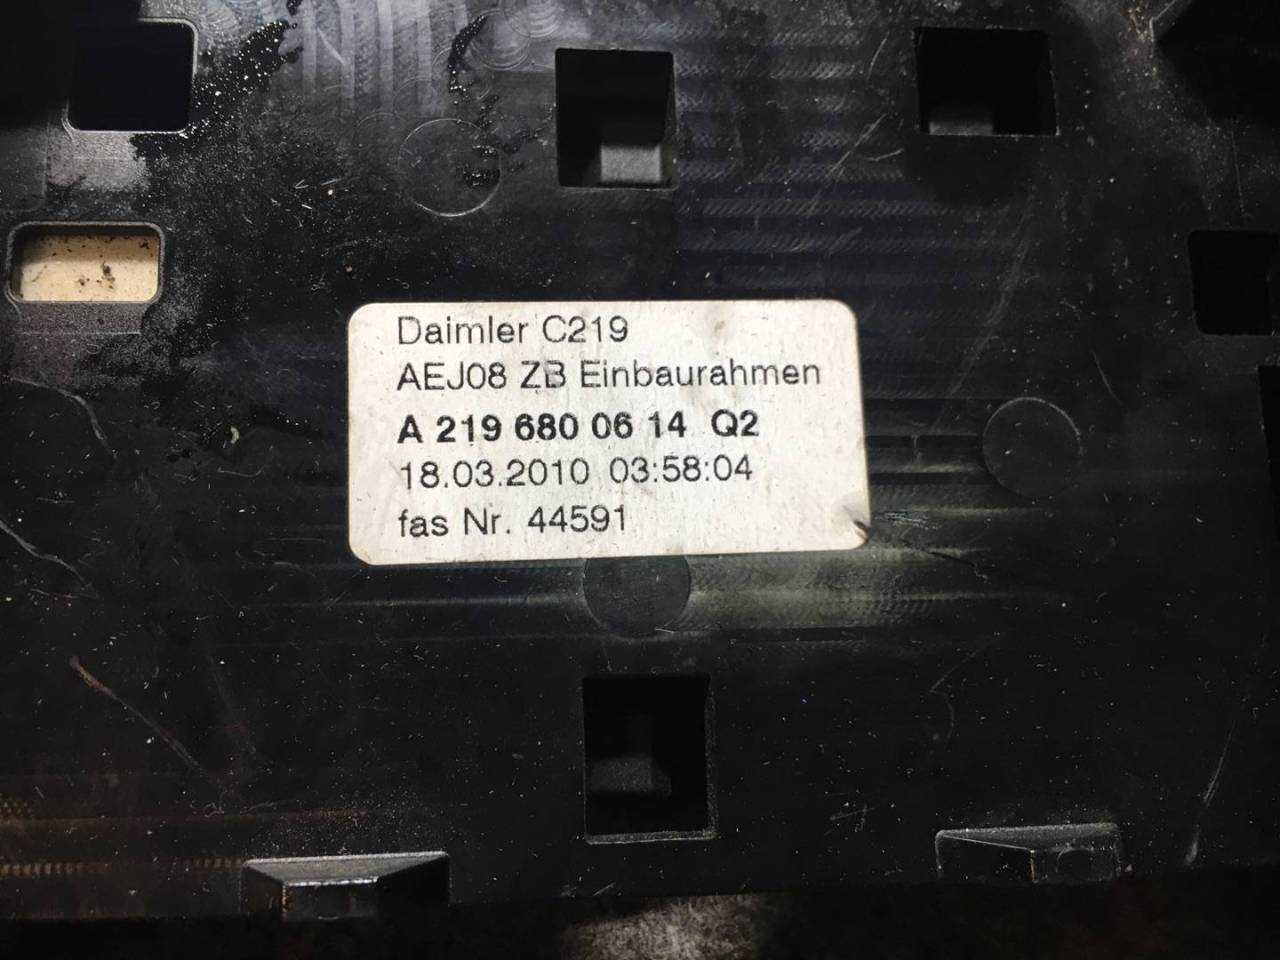 Daimler C219
AEJ08 ZB Einbaurahmen
A 219 680 06 14 Q2
18.03.2010 03:58:04
fas Nr. 44591